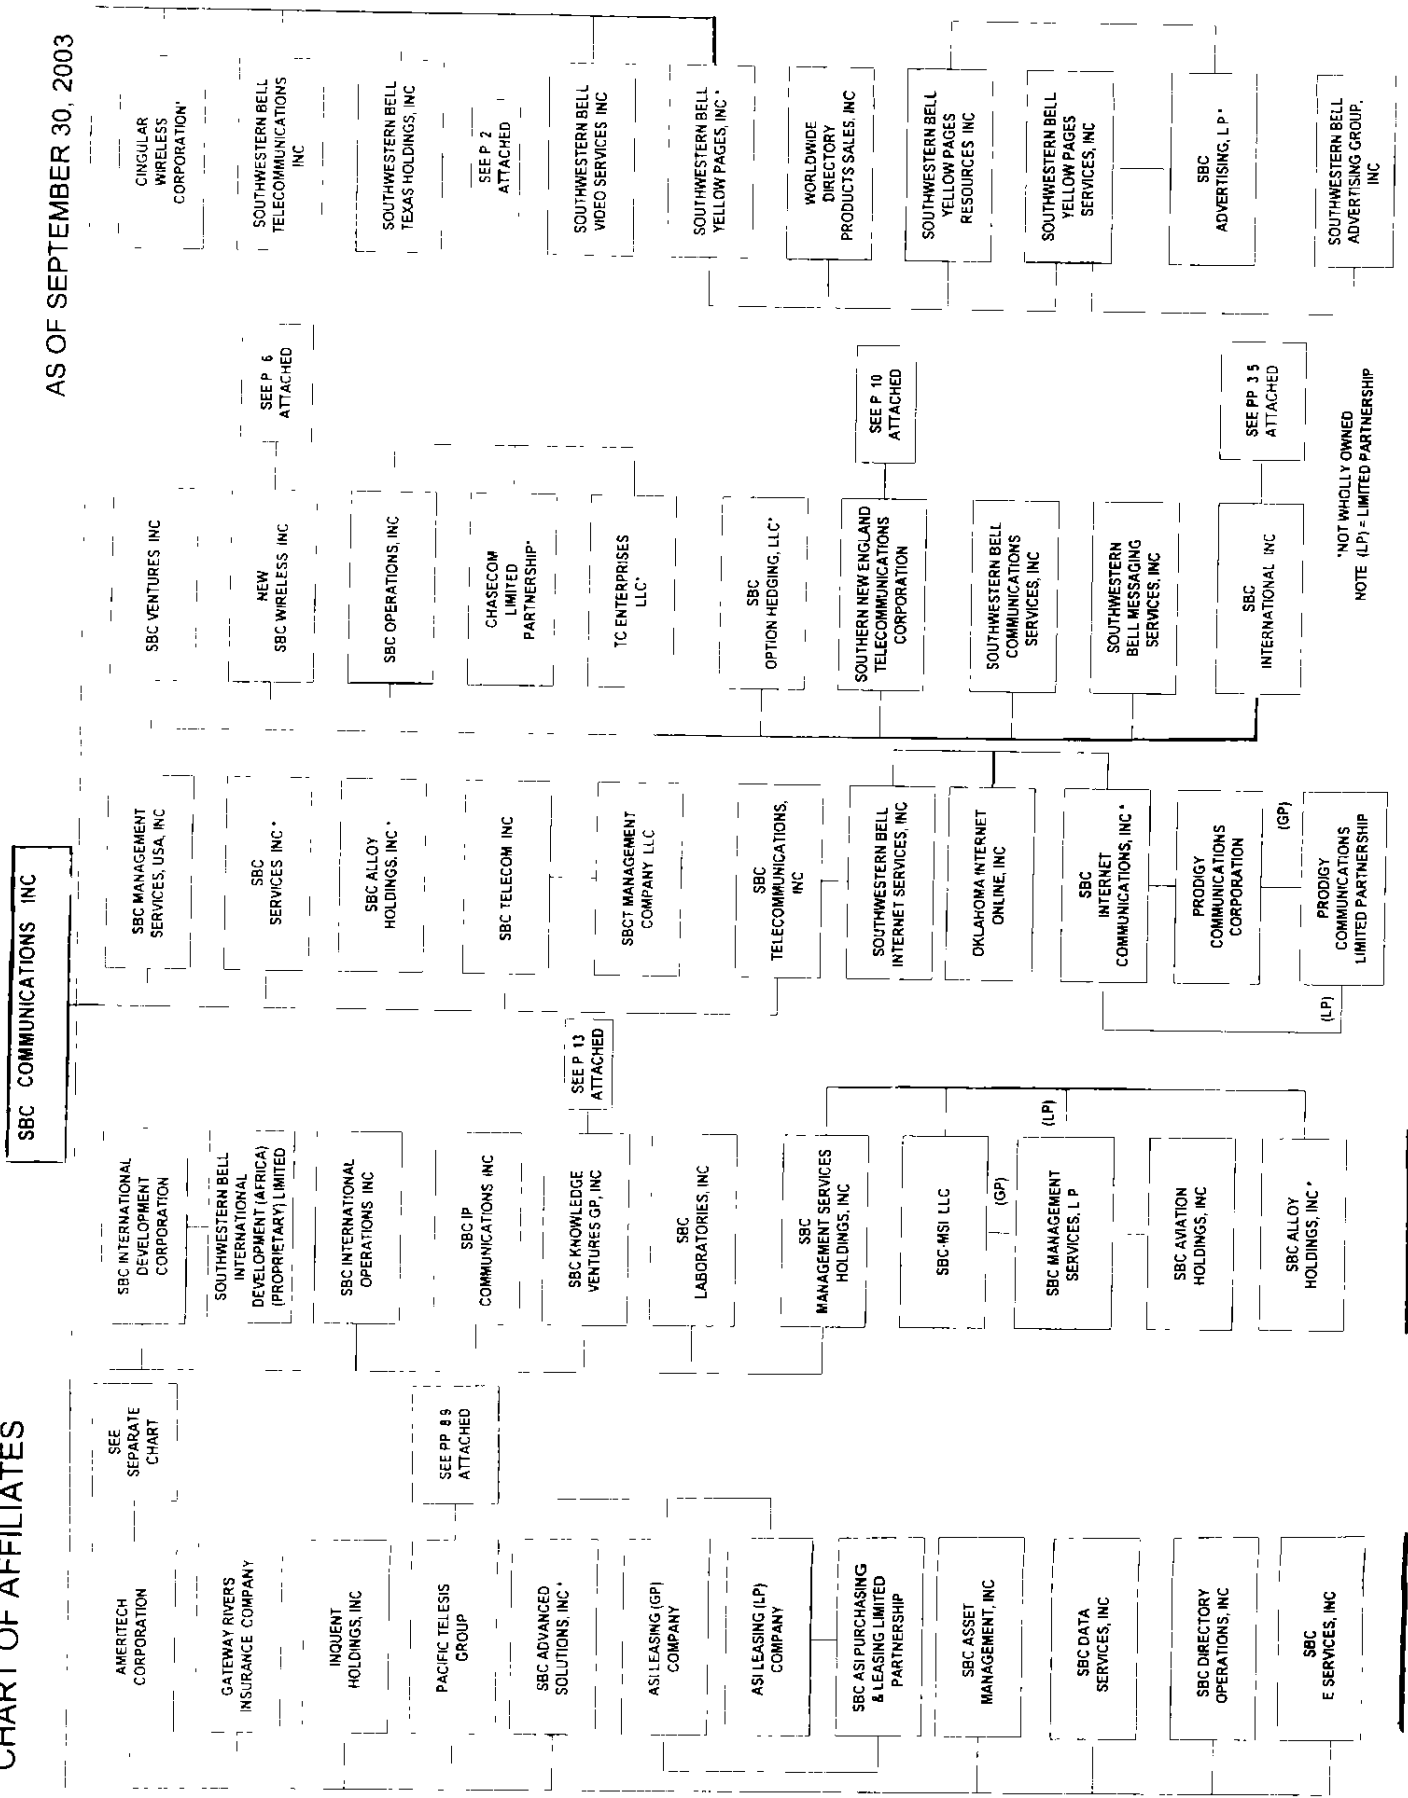 CHART OF AFFILIATES
AS OF SEPTEMBER 30, 2003
SBC COMMUNICATIONS INC
AMERITECH
CORPORATION
SEE
SEPARATE
CHART
GATEWAY RIVERS
INSURANCE COMPANY
INQUENT
HOLDINGS, INC
PACIFIC TELESIS
GROUP
SEE PP 8 9
ATTACHED
SBC ADVANCED
SOLUTIONS, INC *
ASI LEASING (GP)
COMPANY
ASI LEASING (LP)
COMPANY
SBC ASI PURCHASING
& LEASING LIMITED
PARTNERSHIP
SBC ASSET
MANAGEMENT, INC
SBC DATA
SERVICES, INC
SBC DIRECTORY
OPERATIONS, INC
SBC
E SERVICES, INC
SBC INTERNATIONAL
DEVELOPMENT
CORPORATION
SOUTHWESTERN BELL
INTERNATIONAL
DEVELOPMENT (AFRICA)
(PROPRIETARY) LIMITED
SBC INTERNATIONAL
OPERATIONS INC
SBC IP
COMMUNICATIONS INC
SBC KNOWLEDGE
VENTURES GP, INC
SEE P 13
ATTACHED
SBC
LABORATORIES, INC
SBC
MANAGEMENT SERVICES
HOLDINGS, INC
SBC-MSI LLC
(GP)
(LP)
SBC MANAGEMENT
SERVICES, L P
SBC AVIATION
HOLDINGS, INC
SBC ALLOY
HOLDINGS, INC *
SBC MANAGEMENT
SERVICES, USA, INC
SBC
SERVICES INC *
SBC ALLOY
HOLDINGS, INC *
SBC TELECOM INC
SBCT MANAGEMENT
COMPANY LLC
SBC
TELECOMMUNICATIONS,
INC
SOUTHWESTERN BELL
INTERNET SERVICES, INC
OKLAHOMA INTERNET
ONLINE, INC
SBC
INTERNET
COMMUNICATIONS, INC *
PRODIGY
COMMUNICATIONS
CORPORATION
(GP)
(LP)
PRODIGY
COMMUNICATIONS
LIMITED PARTNERSHIP
SBC VENTURES INC
NEW
SBC WIRELESS INC
SEE P 6
ATTACHED
SBC OPERATIONS, INC
CHASECOM
LIMITED
PARTNERSHIP*
TC ENTERPRISES
LLC*
SBC
OPTION HEDGING, LLC*
SOUTHERN NEW ENGLAND
TELECOMMUNICATIONS
CORPORATION
SEE P 10
ATTACHED
SOUTHWESTERN BELL
COMMUNICATIONS
SERVICES, INC
SOUTHWESTERN
BELL MESSAGING
SERVICES, INC
SBC
INTERNATIONAL INC
SEE PP 3 5
ATTACHED
CINGULAR
WIRELESS
CORPORATION*
SOUTHWESTERN BELL
TELECOMMUNICATIONS
INC
SOUTHWESTERN BELL
TEXAS HOLDINGS, INC
SEE P 2
ATTACHED
SOUTHWESTERN BELL
VIDEO SERVICES INC
SOUTHWESTERN BELL
YELLOW PAGES, INC *
WORLDWIDE
DIRECTORY
PRODUCTS SALES, INC
SOUTHWESTERN BELL
YELLOW PAGES
RESOURCES INC
SOUTHWESTERN BELL
YELLOW PAGES
SERVICES, INC
SBC
ADVERTISING, L P *
SOUTHWESTERN BELL
ADVERTISING GROUP,
INC
*NOT WHOLLY OWNED
NOTE (LP) = LIMITED PARTNERSHIP